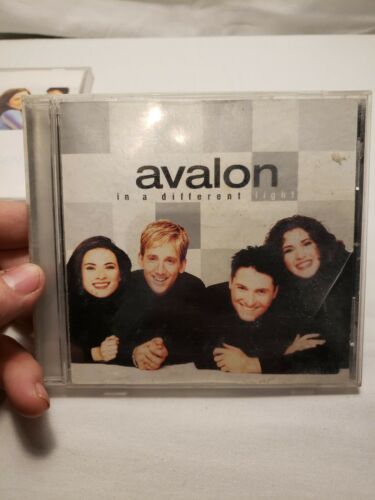 avalon
in a different light